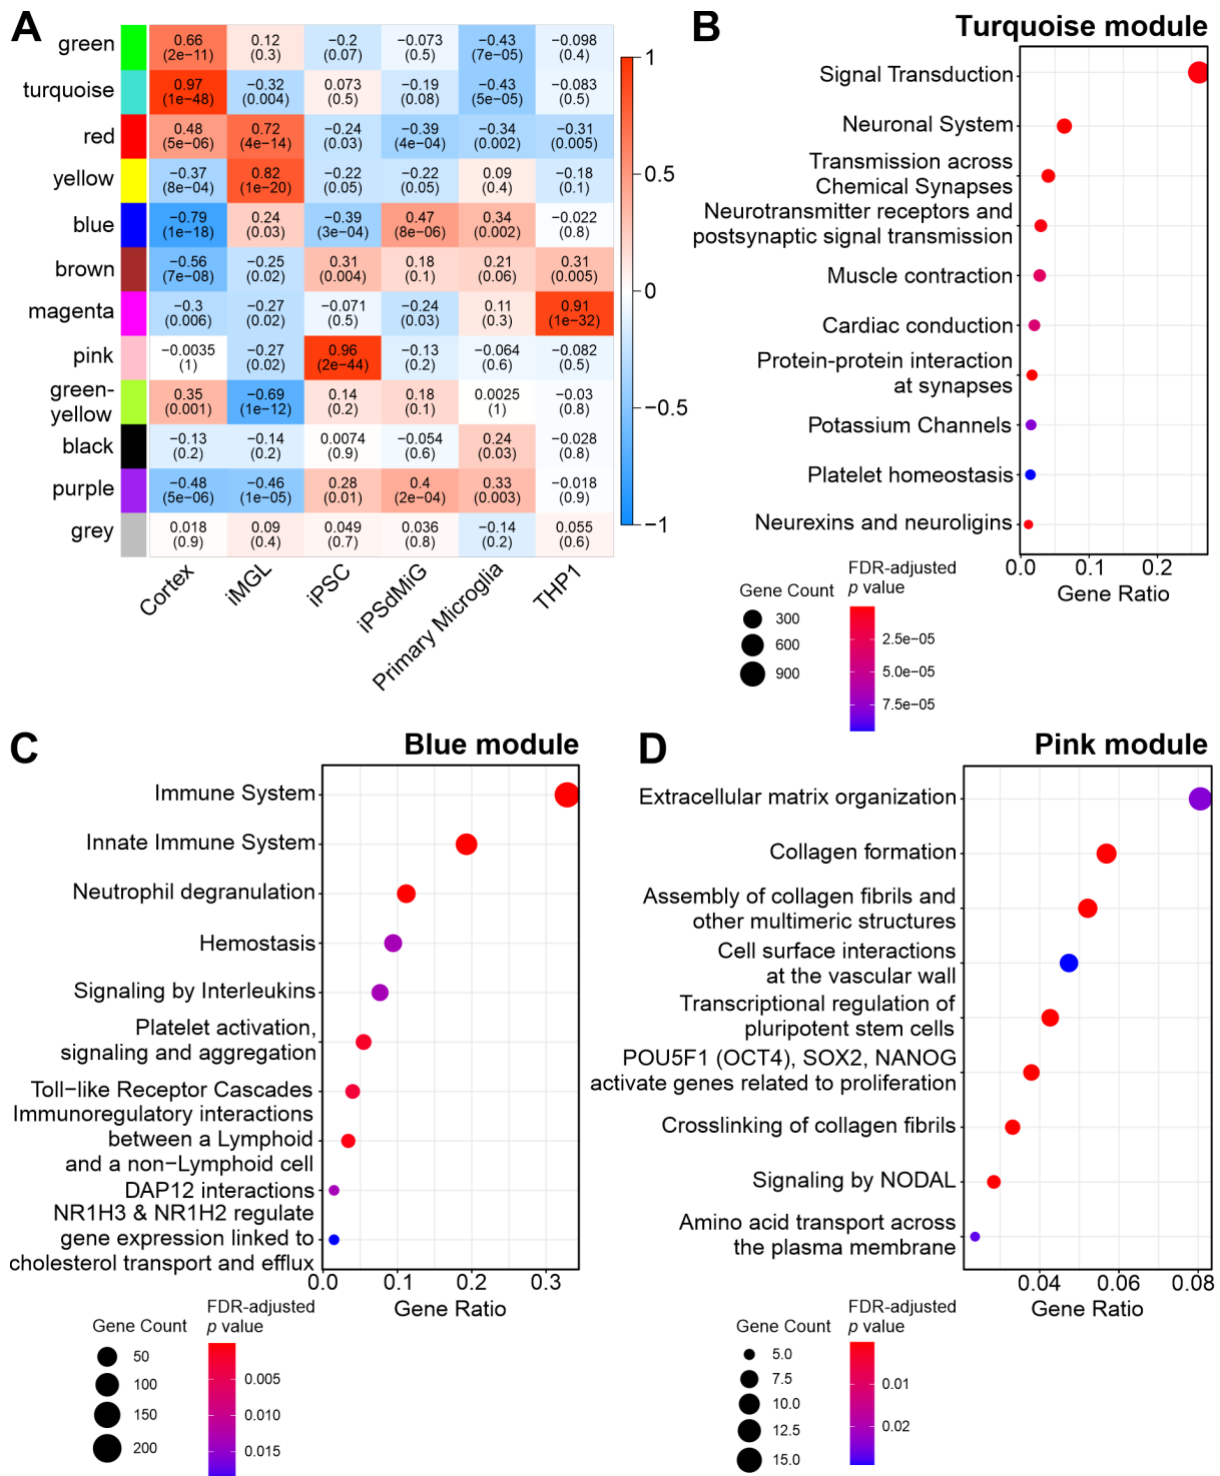 A
green
0.66 0.12 −0.2 −0.073 −0.43 −0.098
(2e−11) (0.3) (0.07) (0.5) (7e−05) (0.4)
turquoise
0.97 −0.32 0.073 −0.19 −0.43 −0.083
(1e−48) (0.004) (0.5) (0.08) (5e−05) (0.5)
red
0.48 0.72 −0.24 −0.39 −0.34 −0.31
(5e−06) (4e−14) (0.03) (4e−04) (0.002) (0.005)
yellow
−0.37 0.82 −0.22 −0.22 0.09 −0.18
(8e−04) (1e−20) (0.05) (0.05) (0.4) (0.1)
blue
−0.79 0.24 −0.39 0.47 0.34 −0.022
(1e−18) (0.03) (3e−04) (8e−06) (0.002) (0.8)
brown
−0.56 −0.25 0.31 0.18 0.21 0.31
(7e−08) (0.02) (0.004) (0.1) (0.06) (0.005)
magenta
−0.3 −0.27 −0.071 −0.24 0.11 0.91
(0.006) (0.02) (0.5) (0.03) (0.3) (1e−32)
pink
−0.0035 −0.27 0.96 −0.13 −0.064 −0.082
(1) (0.02) (2e−44) (0.2) (0.6) (0.5)
green-
yellow
0.35 −0.69 0.14 0.18 0.0025 −0.03
(0.001) (1e−12) (0.2) (0.1) (1) (0.8)
black
−0.13 −0.14 0.0074 −0.054 0.24 −0.028
(0.2) (0.2) (0.9) (0.6) (0.03) (0.8)
purple
−0.48 −0.46 0.28 0.4 0.33 −0.018
(5e−06) (1e−05) (0.01) (2e−04) (0.003) (0.9)
grey
0.018 0.09 0.049 0.036 −0.14 0.055
(0.9) (0.4) (0.7) (0.8) (0.2) (0.6)
Cortex
iMGL
iPSC
iPSdMiG
Primary Microglia
THP1
1
0.5
0
−0.5
−1
B
Turquoise module
Signal Transduction
Neuronal System
Transmission across
Chemical Synapses
Neurotransmitter receptors and
postsynaptic signal transmission
Muscle contraction
Cardiac conduction
Protein-protein interaction
at synapses
Potassium Channels
Platelet homeostasis
Neurexins and neuroligins
0.0 0.1 0.2
Gene Ratio
Gene Count
300
600
900
FDR-adjusted
p value
2.5e−05
5.0e−05
7.5e−05
C
Blue module
Immune System
Innate Immune System
Neutrophil degranulation
Hemostasis
Signaling by Interleukins
Platelet activation,
signaling and aggregation
Toll−like Receptor Cascades
Immunoregulatory interactions
between a Lymphoid
and a non−Lymphoid cell
DAP12 interactions
NR1H3 & NR1H2 regulate
gene expression linked to
cholesterol transport and efflux
0.0 0.1 0.2 0.3
Gene Ratio
Gene Count
50
100
150
200
FDR-adjusted
p value
0.005
0.010
0.015
D
Pink module
Extracellular matrix organization
Collagen formation
Assembly of collagen fibrils and
other multimeric structures
Cell surface interactions
at the vascular wall
Transcriptional regulation of
pluripotent stem cells
POU5F1 (OCT4), SOX2, NANOG
activate genes related to proliferation
Crosslinking of collagen fibrils
Signaling by NODAL
Amino acid transport across
the plasma membrane
0.04 0.06 0.08
Gene Ratio
Gene Count
5.0
7.5
10.0
12.5
15.0
FDR-adjusted
p value
0.01
0.02